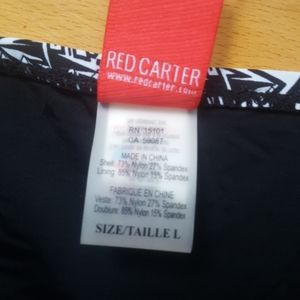 RED CARTER
www.redcarter.com
RN 15101
CA 59067
MADE IN CHINA
Shell: 73% Nylon 27% Spandex
Lining: 85% Nylon 15% Spandex
FABRIQUE EN CHINE
Veste: 73% Nylon 27% Spandex
Doublure: 85% Nylon 15% Spandex
SIZE/TAILLE L